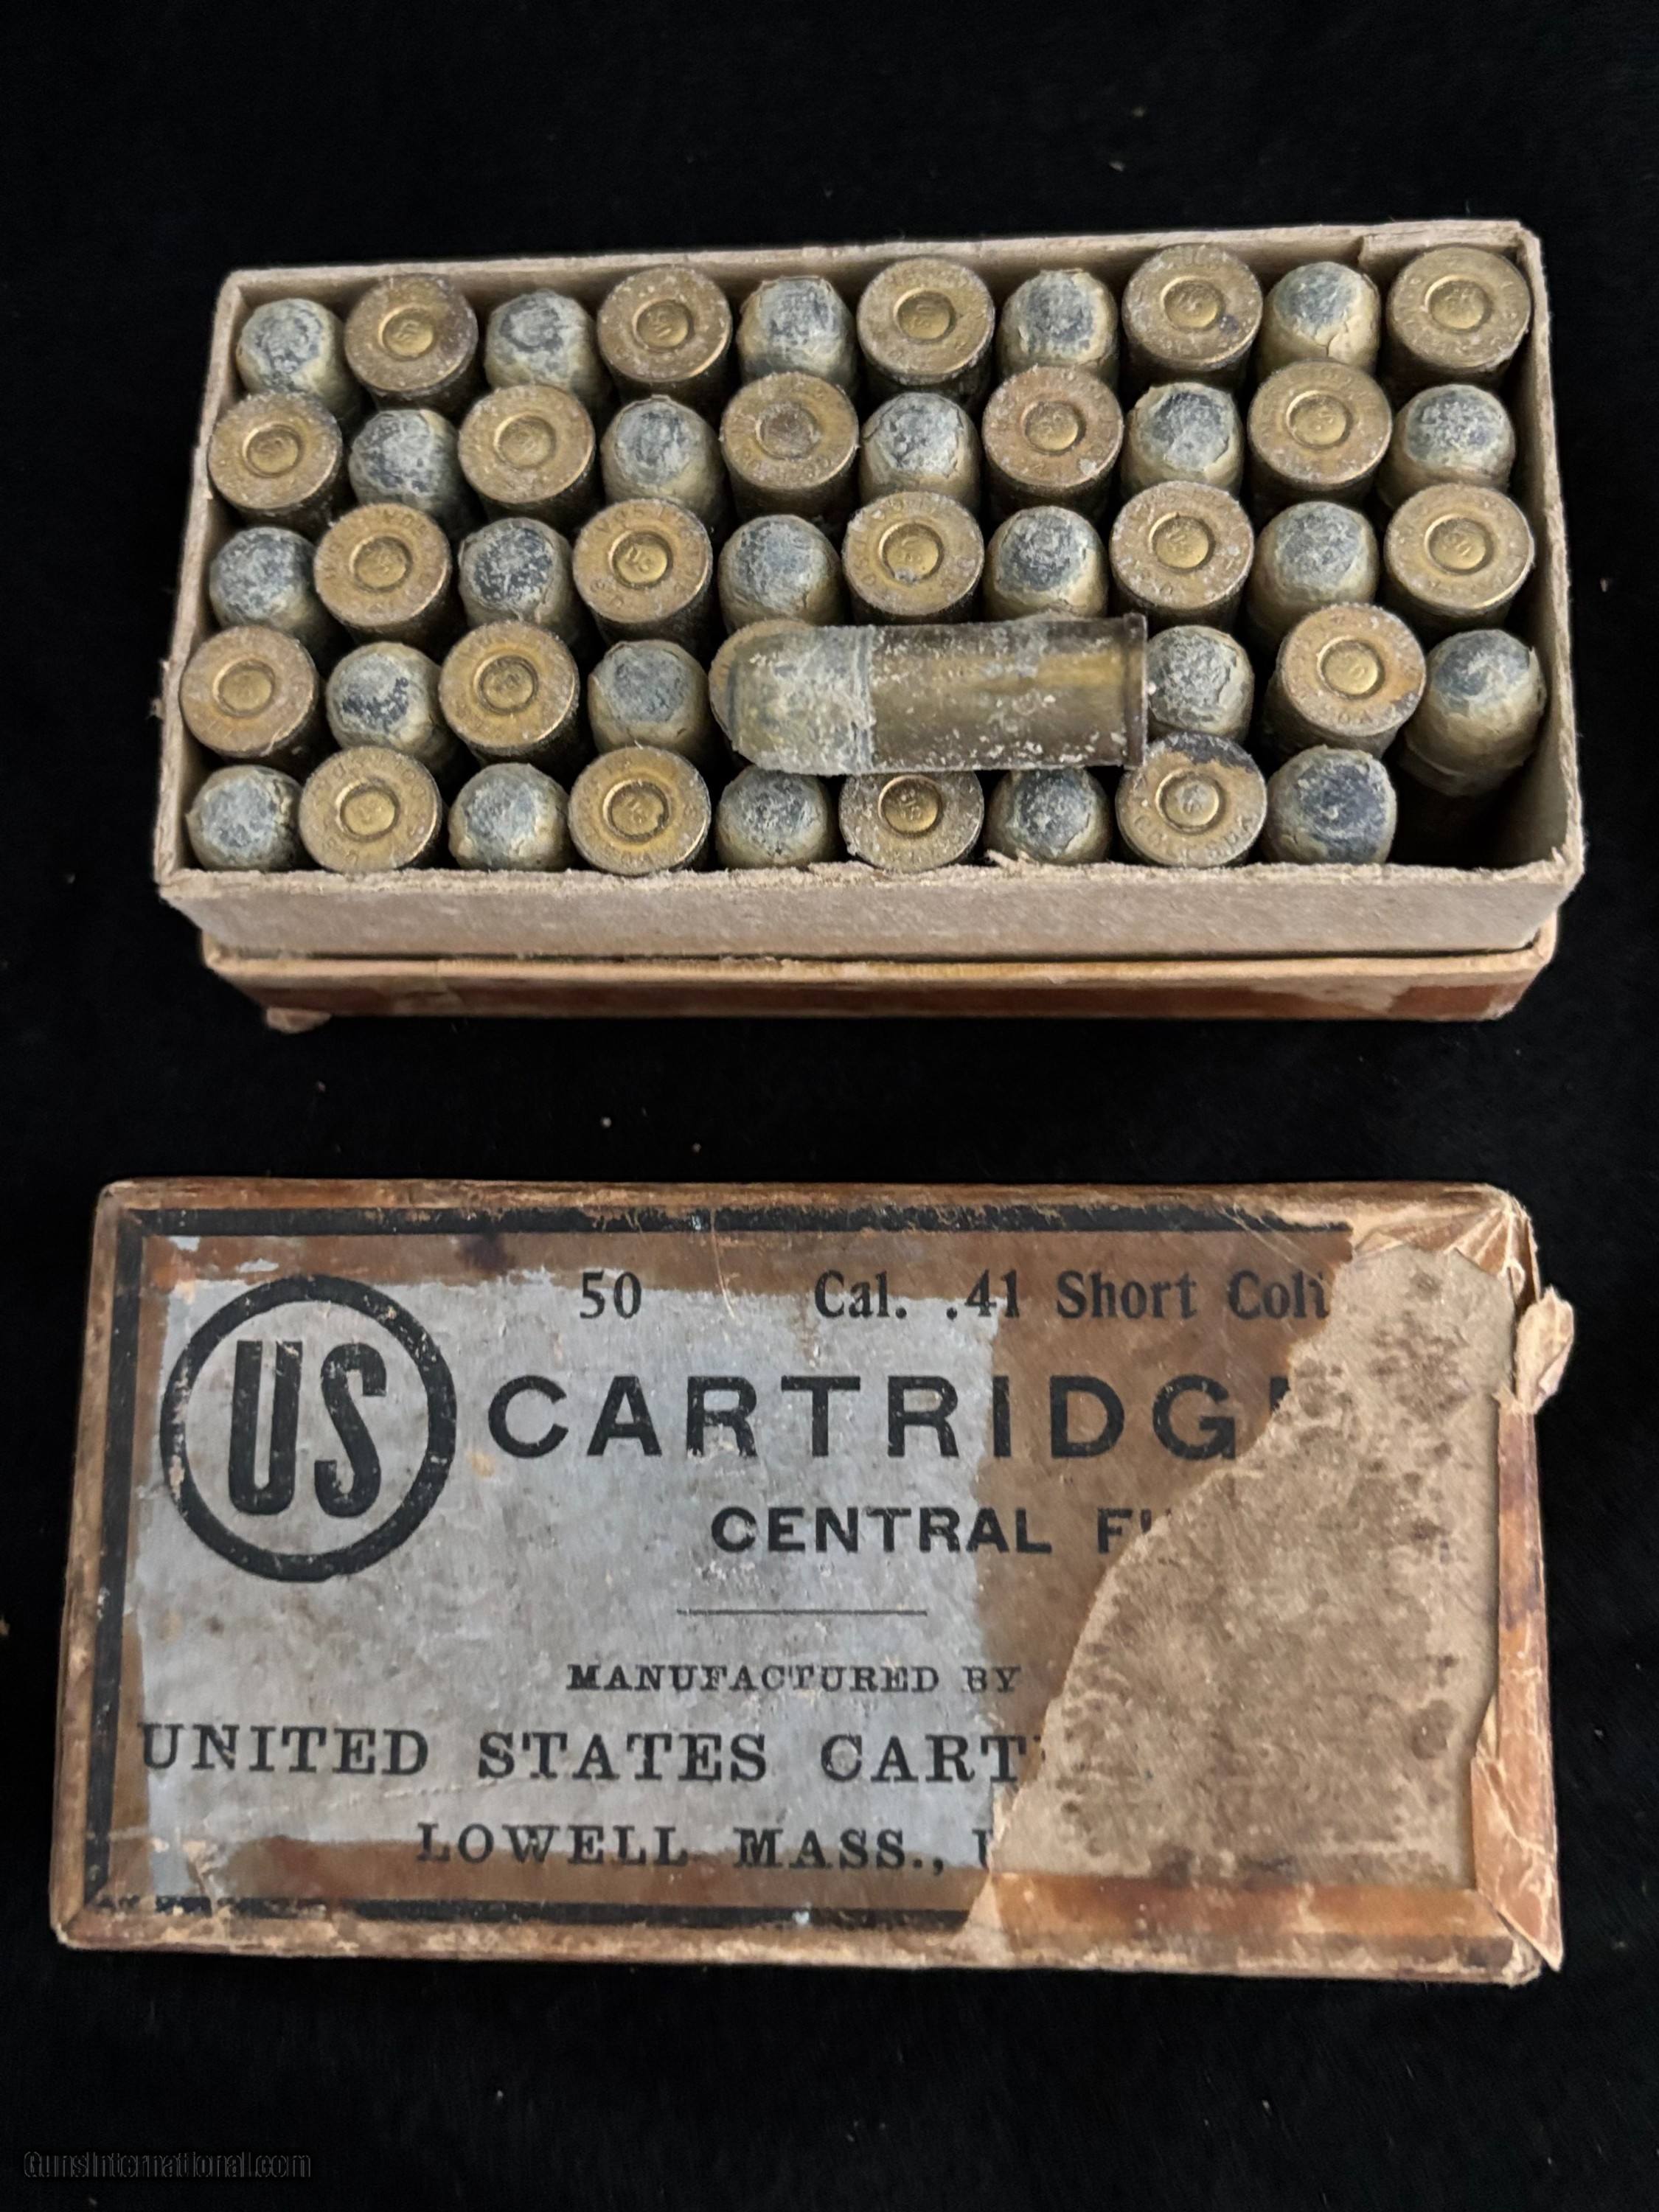 50 Cal. .41 Short Colt
US CARTRIDG
CENTRAL
MANUFACTURED BY
UNITED STATES CART
LOWELL MASS., U
GunsInternational.com